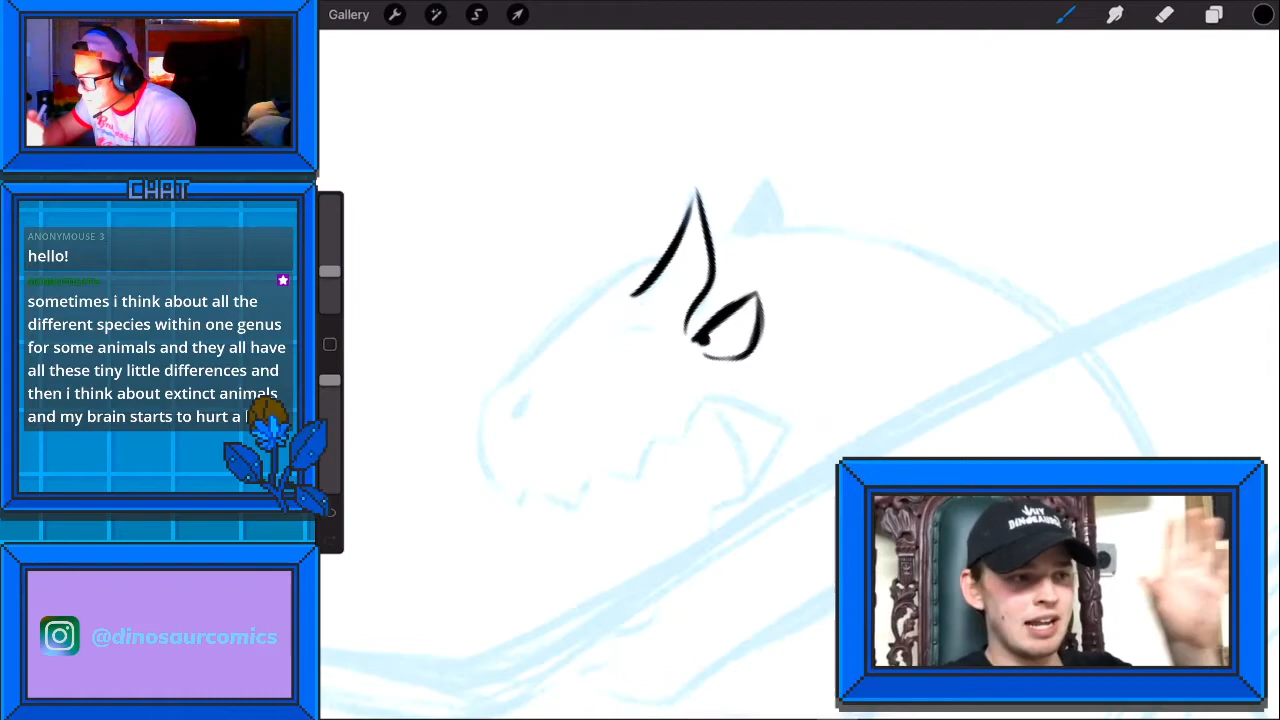 Gallery
CHAT
ANONYMOUSE 3
hello!
sometimes i think about all the
different species within one genus
for some animals and they all have
all these tiny little differences and
then i think about extinct animals
and my brain starts to hurt a
@dinosaurcomics
DINOSAURS